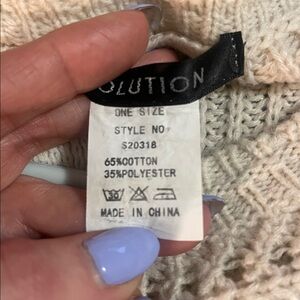 OLUTION
ONE SIZE
STYLE NO:
S20318
65%COTTON
35%POLYESTER
MADE IN CHINA